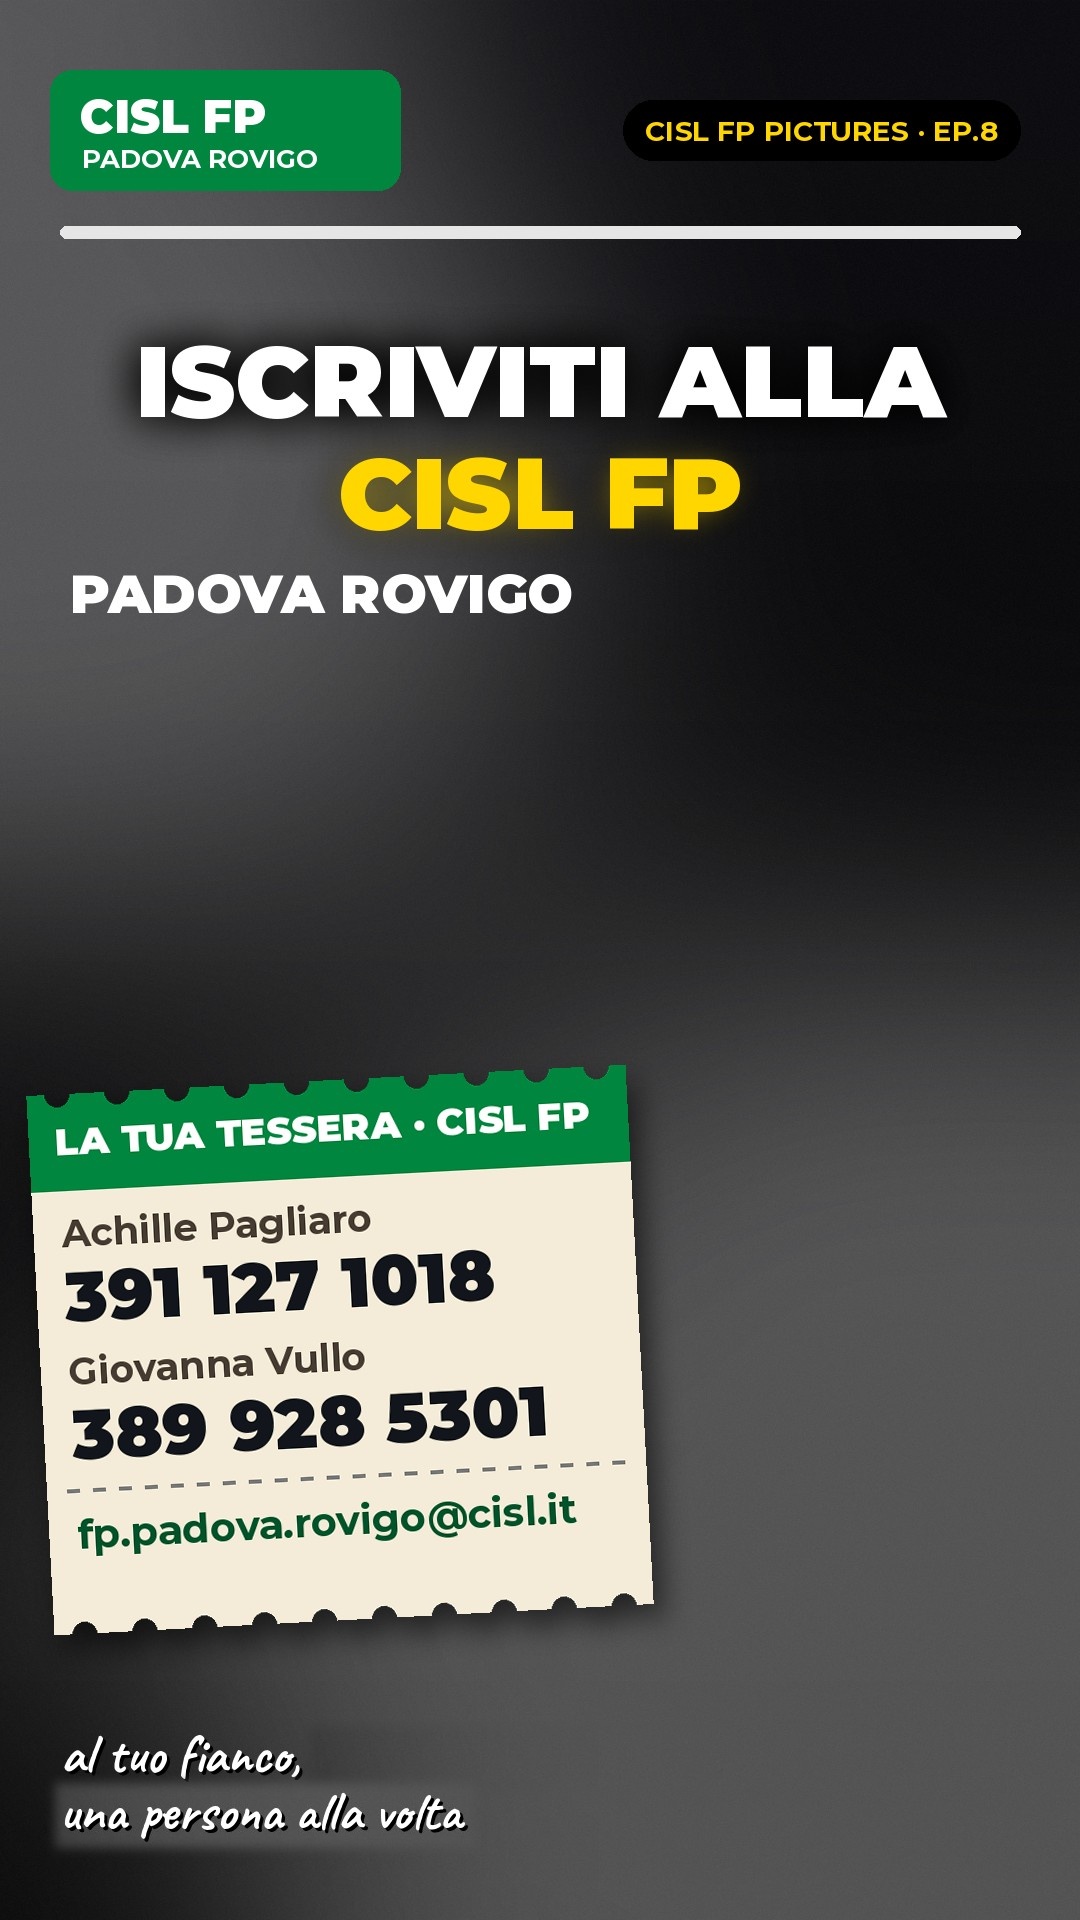 CISL FP
PADOVA ROVIGO
CISL FP PICTURES · EP.8
ISCRIVITI ALLA
CISL FP
PADOVA ROVIGO
LA TUA TESSERA · CISL FP
Achille Pagliaro
391 127 1018
Giovanna Vullo
389 928 5301
fp.padova.rovigo@cisl.it
al tuo fianco,
una persona alla volta